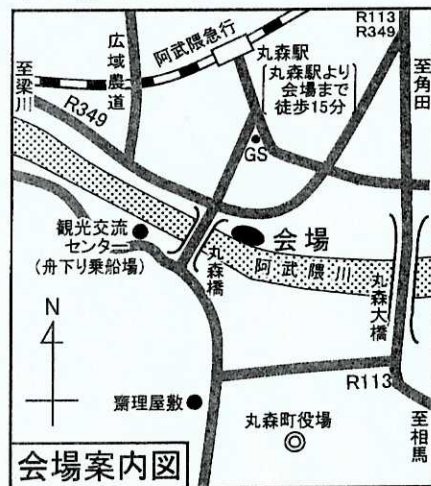 阿武隈急行
広域農道
至梁川
R349
丸森駅
丸森駅より
会場まで
徒歩15分
R113
R349
至角田
GS
観光交流
センター
(舟下り乗船場)
丸森橋
会場
阿武隈川
丸森大橋
N
齋理屋敷
R113
丸森町役場
至相馬
会場案内図